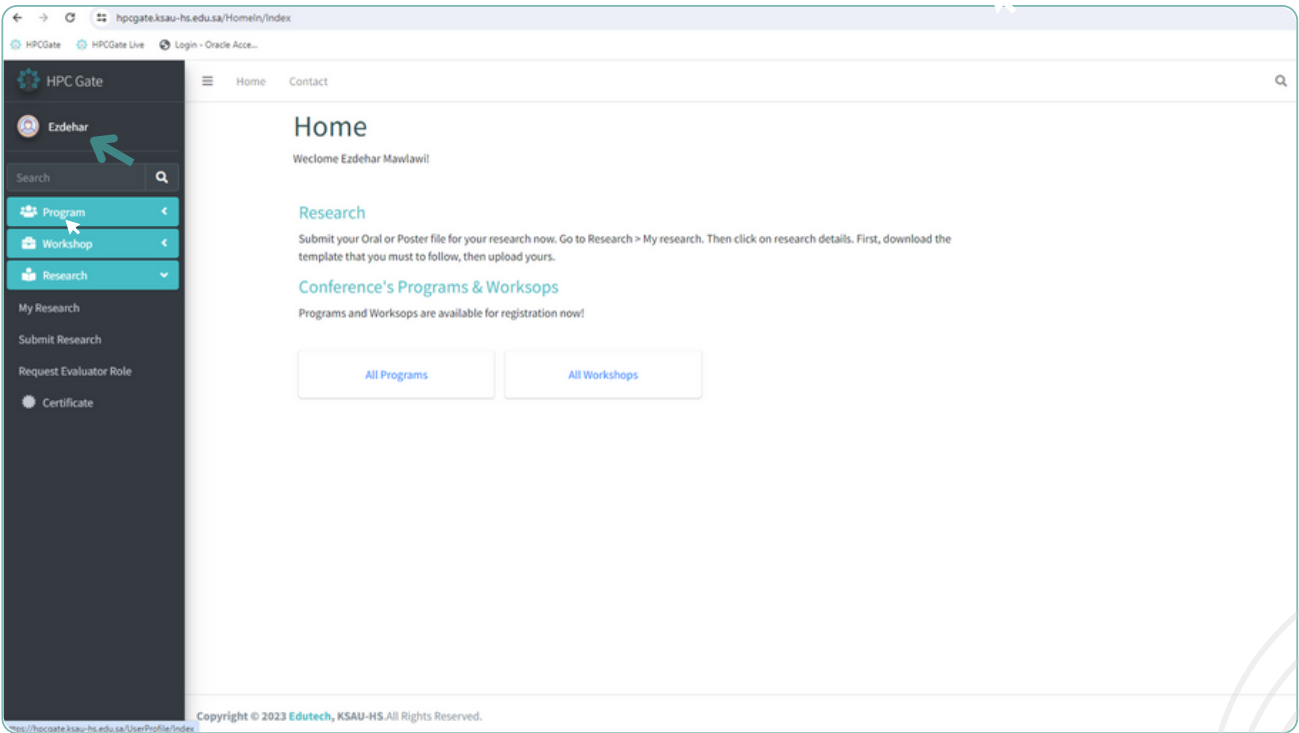 hpcgate.ksau-hs.edu.sa/HomeIn/Index
HPCGate HPCGate Live Login - Oracle Acce...
HPC Gate
Home Contact
Ezdehar
Search
Program
Workshop
Research
My Research
Submit Research
Request Evaluator Role
Certificate
Home
Weclome Ezdehar Mawlawi!
Research
Submit your Oral or Poster file for your research now. Go to Research > My research. Then click on research details. First, download the
template that you must to follow, then upload yours.
Conference's Programs & Worksops
Programs and Worksops are available for registration now!
All Programs All Workshops
Copyright © 2023 Edutech, KSAU-HS.All Rights Reserved.
https://hpcgate.ksau-hs.edu.sa/UserProfile/Index